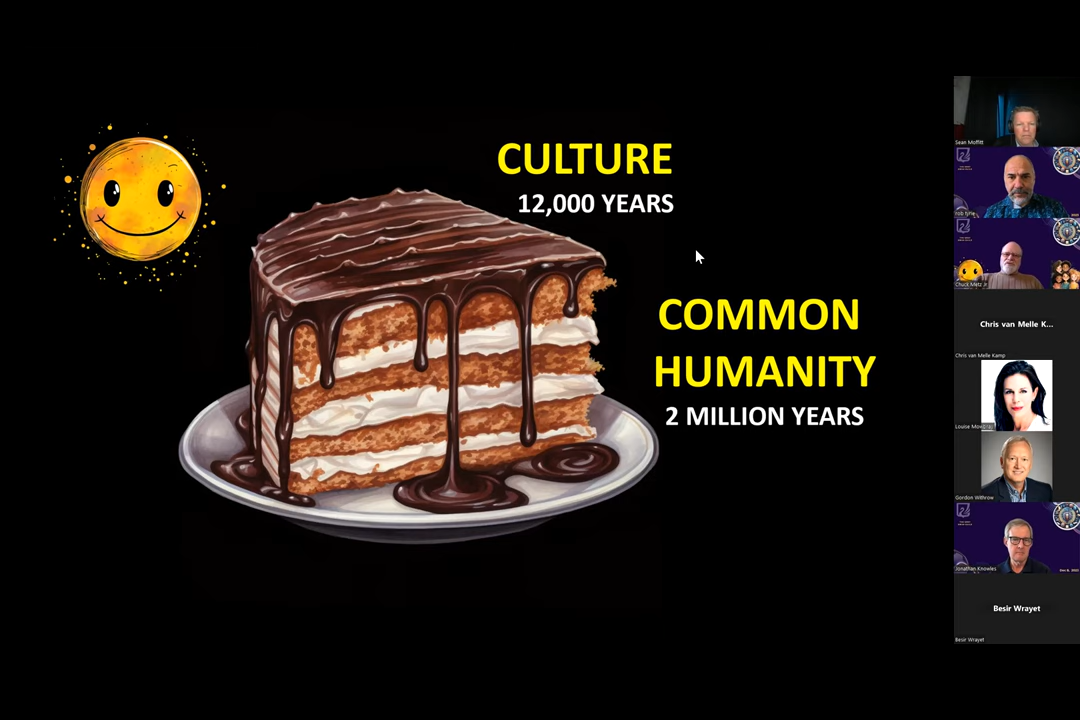 CULTURE
12,000 YEARS
COMMON
HUMANITY
2 MILLION YEARS
Sean Moffitt
Chuck Metz Jr
Chris van Melle K...
Chris van Melle Kamp
Gordon Withrow
Jonathan Knowles
Besir Wrayet
Besir Wrayet